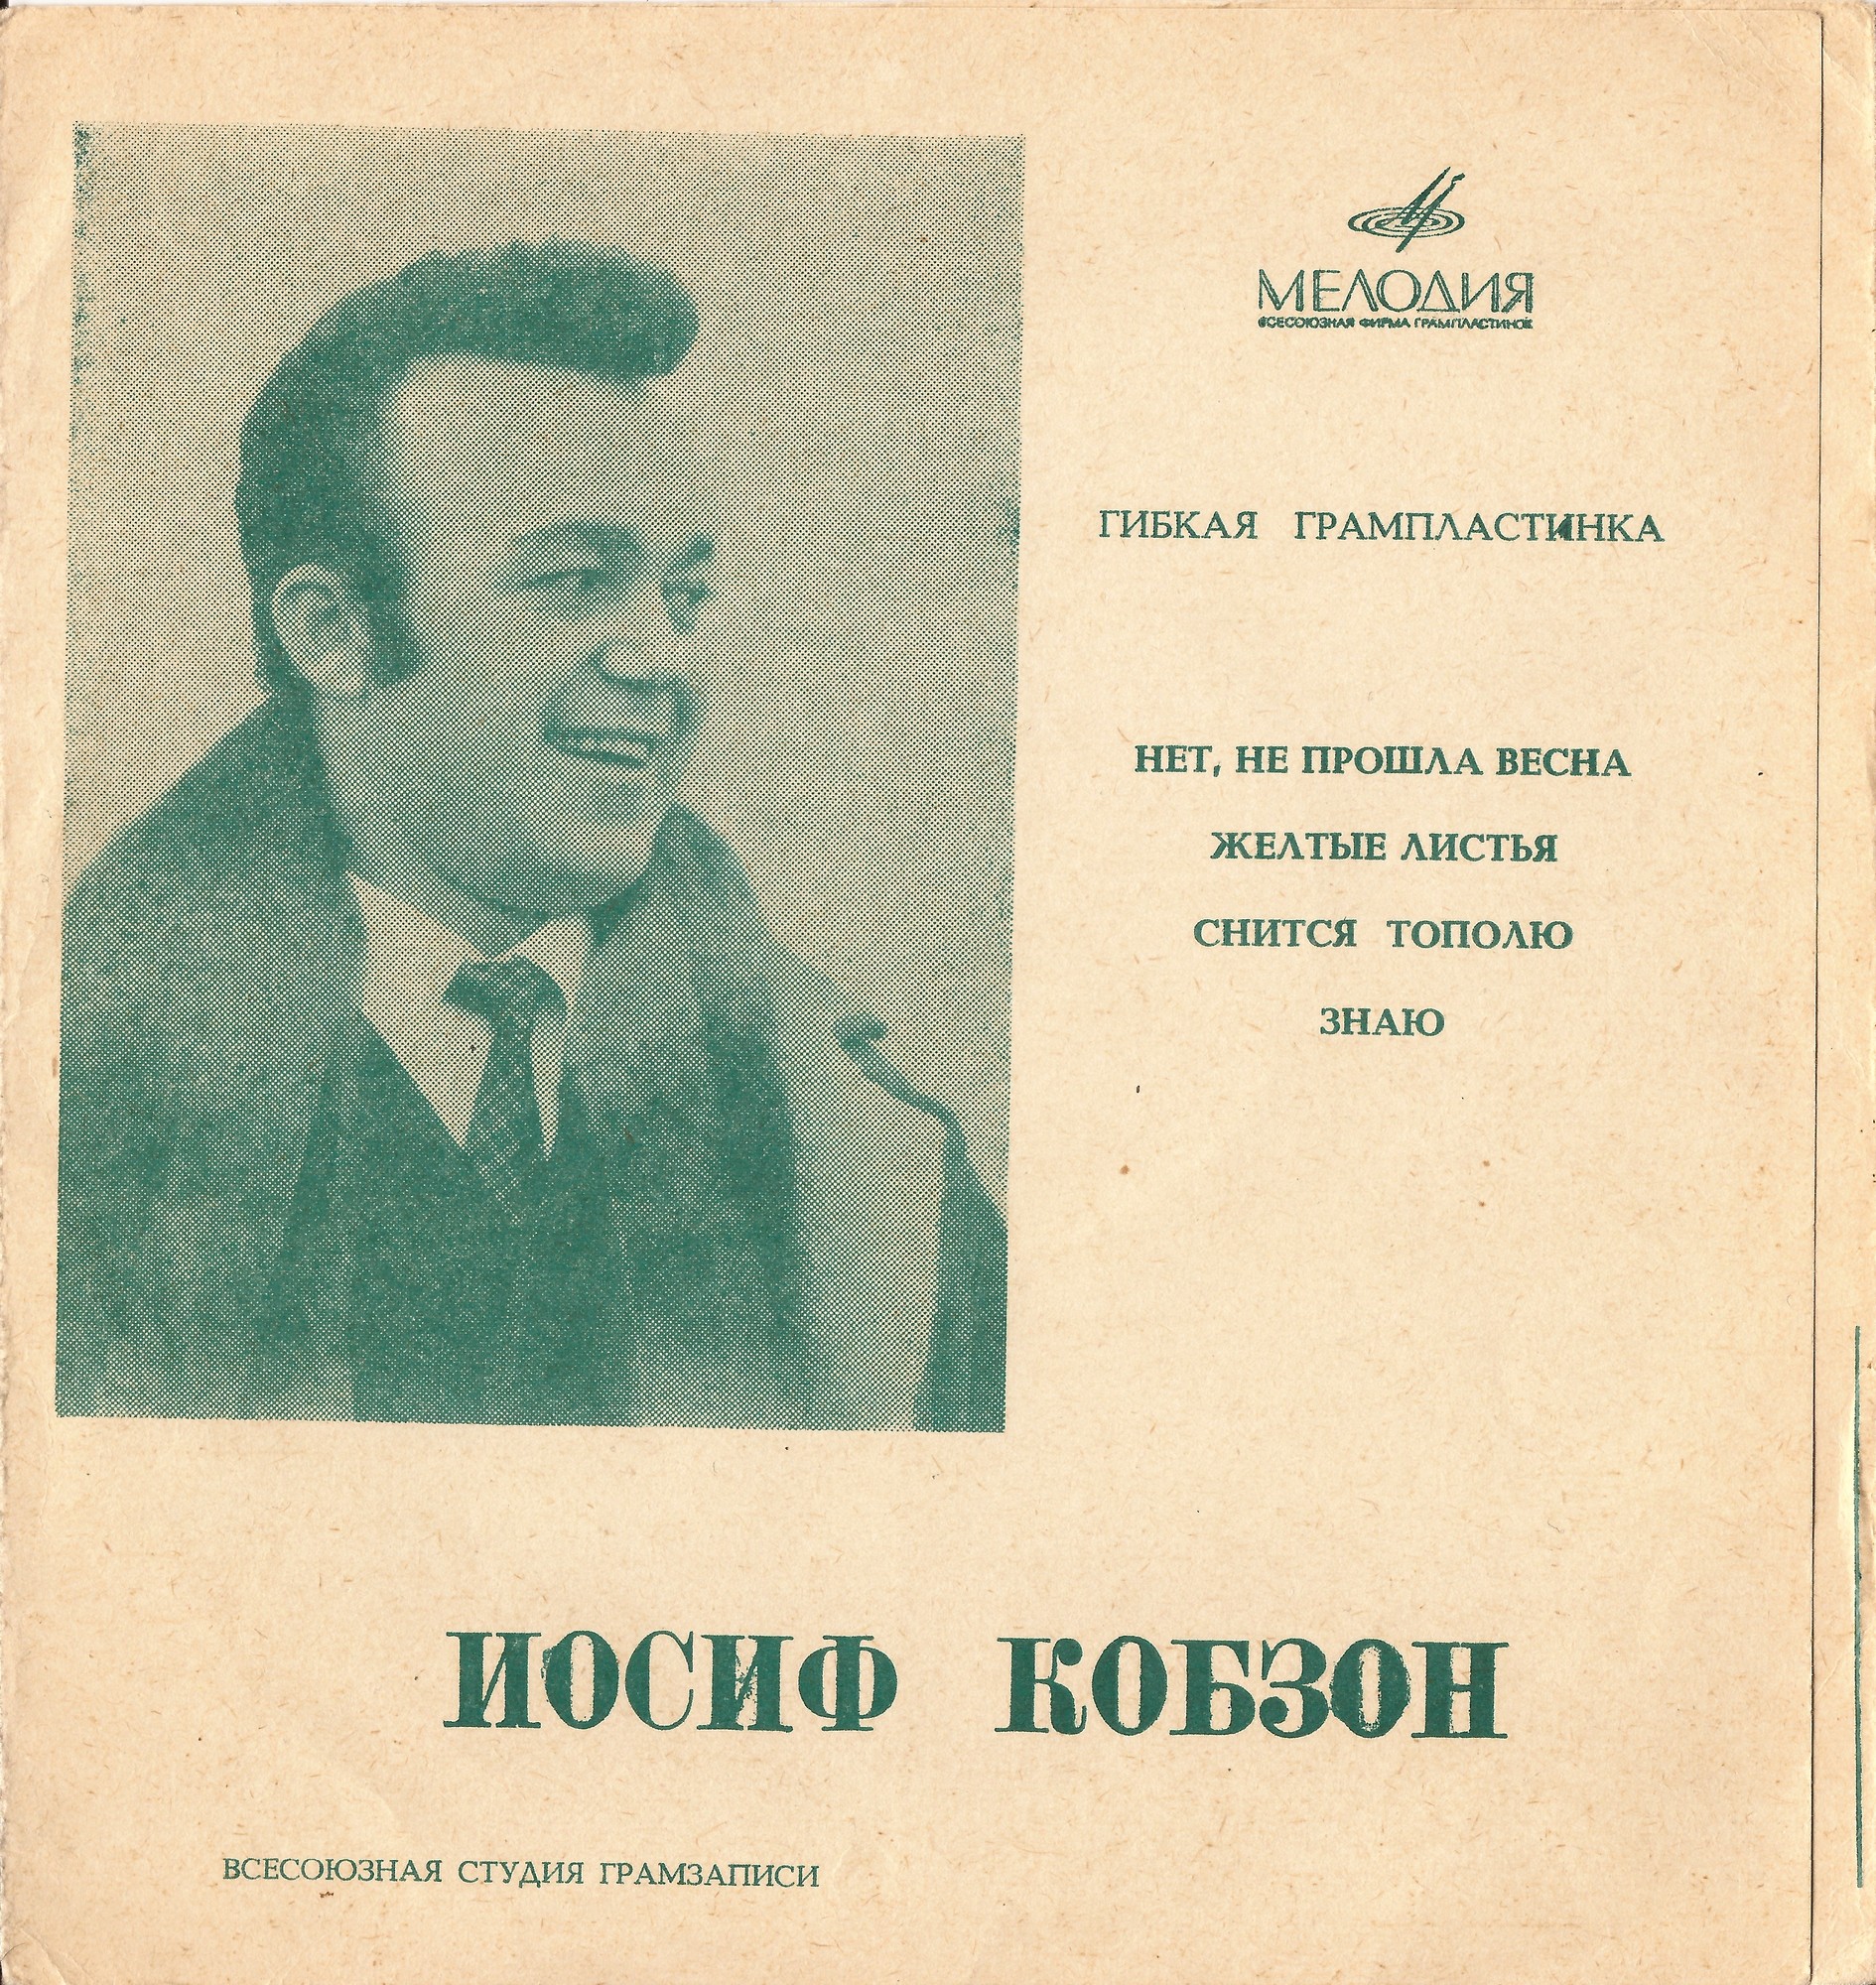 МЕЛОДИЯ
ВСЕСОЮЗНАЯ ФИРМА ГРАМПЛАСТИНОК
ГИБКАЯ ГРАМПЛАСТИНКА
НЕТ, НЕ ПРОШЛА ВЕСНА
ЖЕЛТЫЕ ЛИСТЬЯ
СНИТСЯ ТОПОЛЮ
ЗНАЮ
ИОСИФ КОБЗОН
ВСЕСОЮЗНАЯ СТУДИЯ ГРАМЗАПИСИ